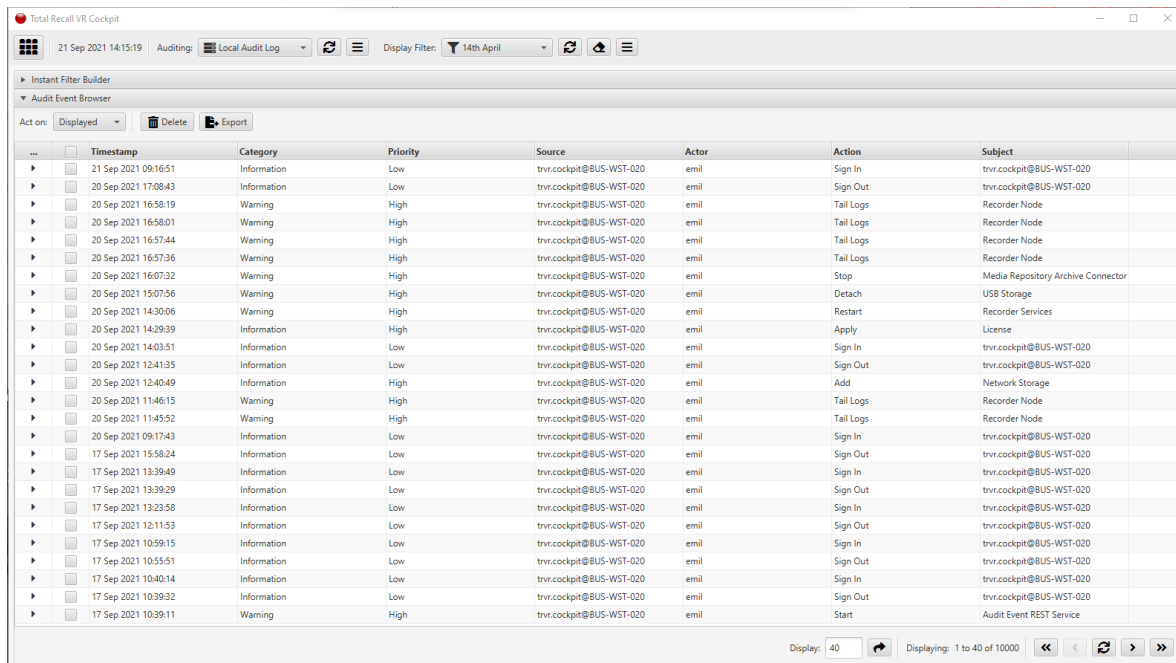 Total Recall VR Cockpit
21 Sep 2021 14:15:19 Auditing: Local Audit Log Display Filter: 14th April
Instant Filter Builder
Audit Event Browser
Act on: Displayed Delete Export
... Timestamp Category Priority Source Actor Action Subject
21 Sep 2021 09:16:51 Information Low trvr.cockpit@BUS-WST-020 emil Sign In trvr.cockpit@BUS-WST-020
20 Sep 2021 17:08:43 Information Low trvr.cockpit@BUS-WST-020 emil Sign Out trvr.cockpit@BUS-WST-020
20 Sep 2021 16:58:19 Warning High trvr.cockpit@BUS-WST-020 emil Tail Logs Recorder Node
20 Sep 2021 16:58:01 Warning High trvr.cockpit@BUS-WST-020 emil Tail Logs Recorder Node
20 Sep 2021 16:57:44 Warning High trvr.cockpit@BUS-WST-020 emil Tail Logs Recorder Node
20 Sep 2021 16:57:36 Warning High trvr.cockpit@BUS-WST-020 emil Tail Logs Recorder Node
20 Sep 2021 16:07:32 Warning High trvr.cockpit@BUS-WST-020 emil Stop Media Repository Archive Connector
20 Sep 2021 15:07:56 Warning High trvr.cockpit@BUS-WST-020 emil Detach USB Storage
20 Sep 2021 14:30:06 Warning High trvr.cockpit@BUS-WST-020 emil Restart Recorder Services
20 Sep 2021 14:29:39 Information High trvr.cockpit@BUS-WST-020 emil Apply License
20 Sep 2021 14:03:51 Information Low trvr.cockpit@BUS-WST-020 emil Sign In trvr.cockpit@BUS-WST-020
20 Sep 2021 12:41:35 Information Low trvr.cockpit@BUS-WST-020 emil Sign Out trvr.cockpit@BUS-WST-020
20 Sep 2021 12:40:49 Information High trvr.cockpit@BUS-WST-020 emil Add Network Storage
20 Sep 2021 11:46:15 Warning High trvr.cockpit@BUS-WST-020 emil Tail Logs Recorder Node
20 Sep 2021 11:45:52 Warning High trvr.cockpit@BUS-WST-020 emil Tail Logs Recorder Node
20 Sep 2021 09:17:43 Information Low trvr.cockpit@BUS-WST-020 emil Sign In trvr.cockpit@BUS-WST-020
17 Sep 2021 15:58:24 Information Low trvr.cockpit@BUS-WST-020 emil Sign Out trvr.cockpit@BUS-WST-020
17 Sep 2021 13:39:49 Information Low trvr.cockpit@BUS-WST-020 emil Sign In trvr.cockpit@BUS-WST-020
17 Sep 2021 13:39:29 Information Low trvr.cockpit@BUS-WST-020 emil Sign Out trvr.cockpit@BUS-WST-020
17 Sep 2021 13:23:58 Information Low trvr.cockpit@BUS-WST-020 emil Sign In trvr.cockpit@BUS-WST-020
17 Sep 2021 12:11:53 Information Low trvr.cockpit@BUS-WST-020 emil Sign Out trvr.cockpit@BUS-WST-020
17 Sep 2021 10:59:15 Information Low trvr.cockpit@BUS-WST-020 emil Sign In trvr.cockpit@BUS-WST-020
17 Sep 2021 10:55:51 Information Low trvr.cockpit@BUS-WST-020 emil Sign Out trvr.cockpit@BUS-WST-020
17 Sep 2021 10:40:14 Information Low trvr.cockpit@BUS-WST-020 emil Sign In trvr.cockpit@BUS-WST-020
17 Sep 2021 10:39:32 Information Low trvr.cockpit@BUS-WST-020 emil Sign Out trvr.cockpit@BUS-WST-020
17 Sep 2021 10:39:11 Warning High trvr.cockpit@BUS-WST-020 emil Start Audit Event REST Service
Display: 40 Displaying: 1 to 40 of 10000